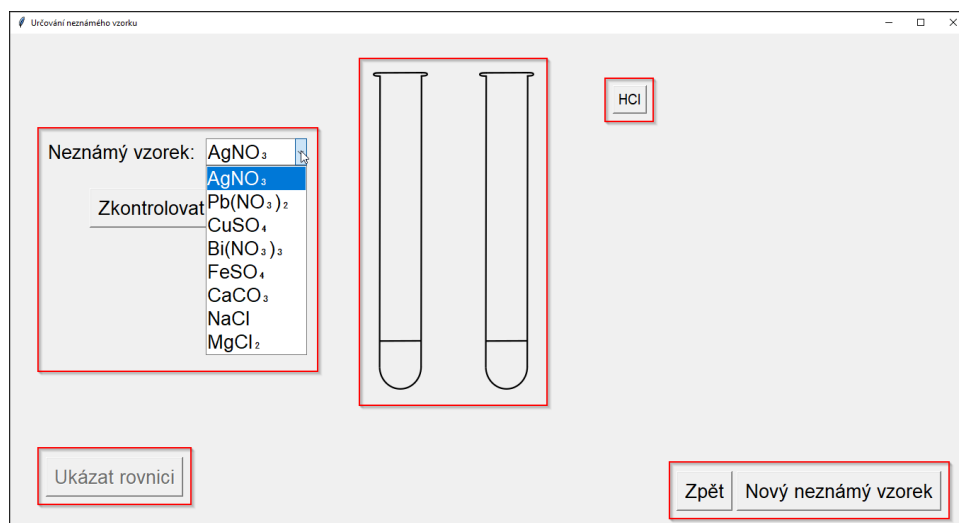 Určování neznámého vzorku
HCl
Neznámý vzorek: AgNO₃
AgNO₃
Pb(NO₃)₂
CuSO₄
Bi(NO₃)₃
FeSO₄
CaCO₃
NaCl
MgCl₂
Zkontrolovat
Ukázat rovnici
Zpět
Nový neznámý vzorek